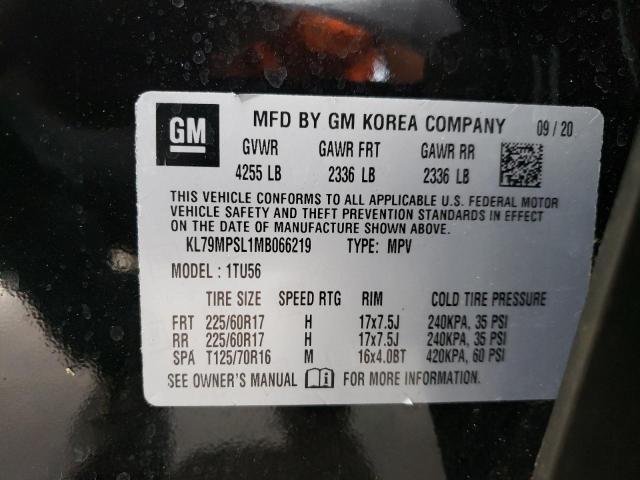 GM MFD BY GM KOREA COMPANY 09/20
GVWR GAWR FRT GAWR RR
4255 LB 2336 LB 2336 LB
THIS VEHICLE CONFORMS TO ALL APPLICABLE U.S. FEDERAL MOTOR
VEHICLE SAFETY AND THEFT PREVENTION STANDARDS IN EFFECT
ON THE DATE OF MANUFACTURE SHOWN ABOVE.
KL79MPSL1MB066219 TYPE: MPV
MODEL: 1TU56
TIRE SIZE SPEED RTG RIM COLD TIRE PRESSURE
FRT 225/60R17 H 17x7.5J 240KPA, 35 PSI
RR 225/60R17 H 17x7.5J 240KPA, 35 PSI
SPA T125/70R16 M 16x4.0BT 420KPA, 60 PSI
SEE OWNER'S MANUAL FOR MORE INFORMATION.